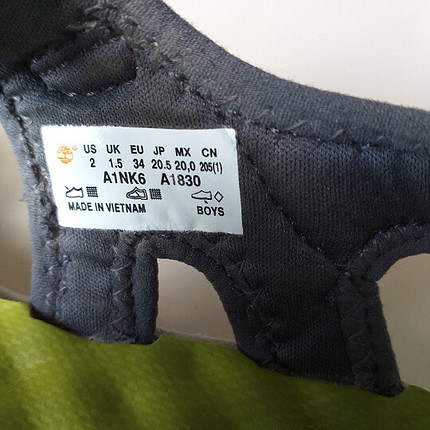 US UK EU JP MX CN
2 1.5 34 20.5 20,0 205(1)
A1NK6 A1830
BOYS
MADE IN VIETNAM